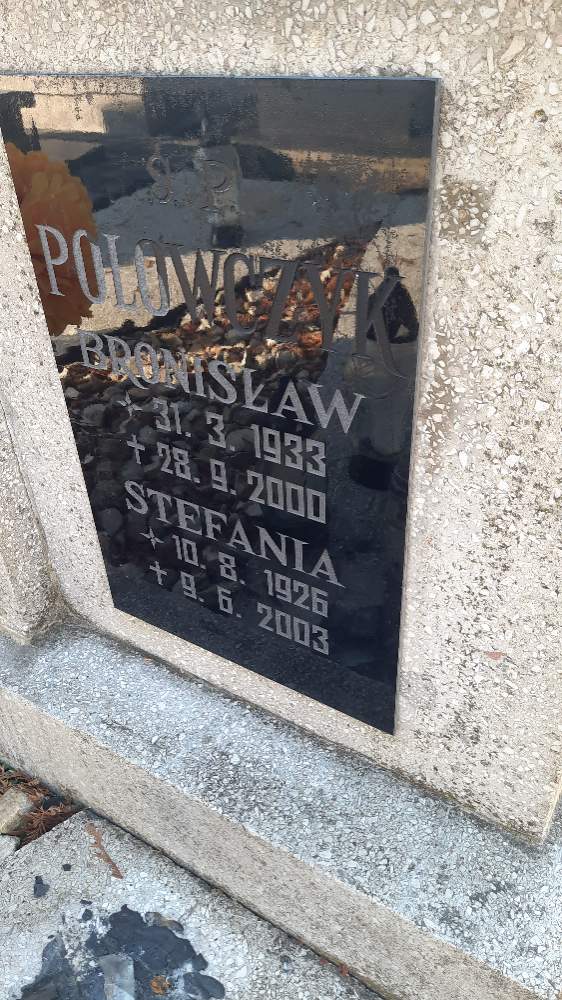 Ś. P.
POLOWCZYK
BRONISŁAW
✶ 31. 3. 1933
✝ 28. 9. 2000
STEFANIA
✶ 10. 8. 1926
✝ 9. 6. 2003